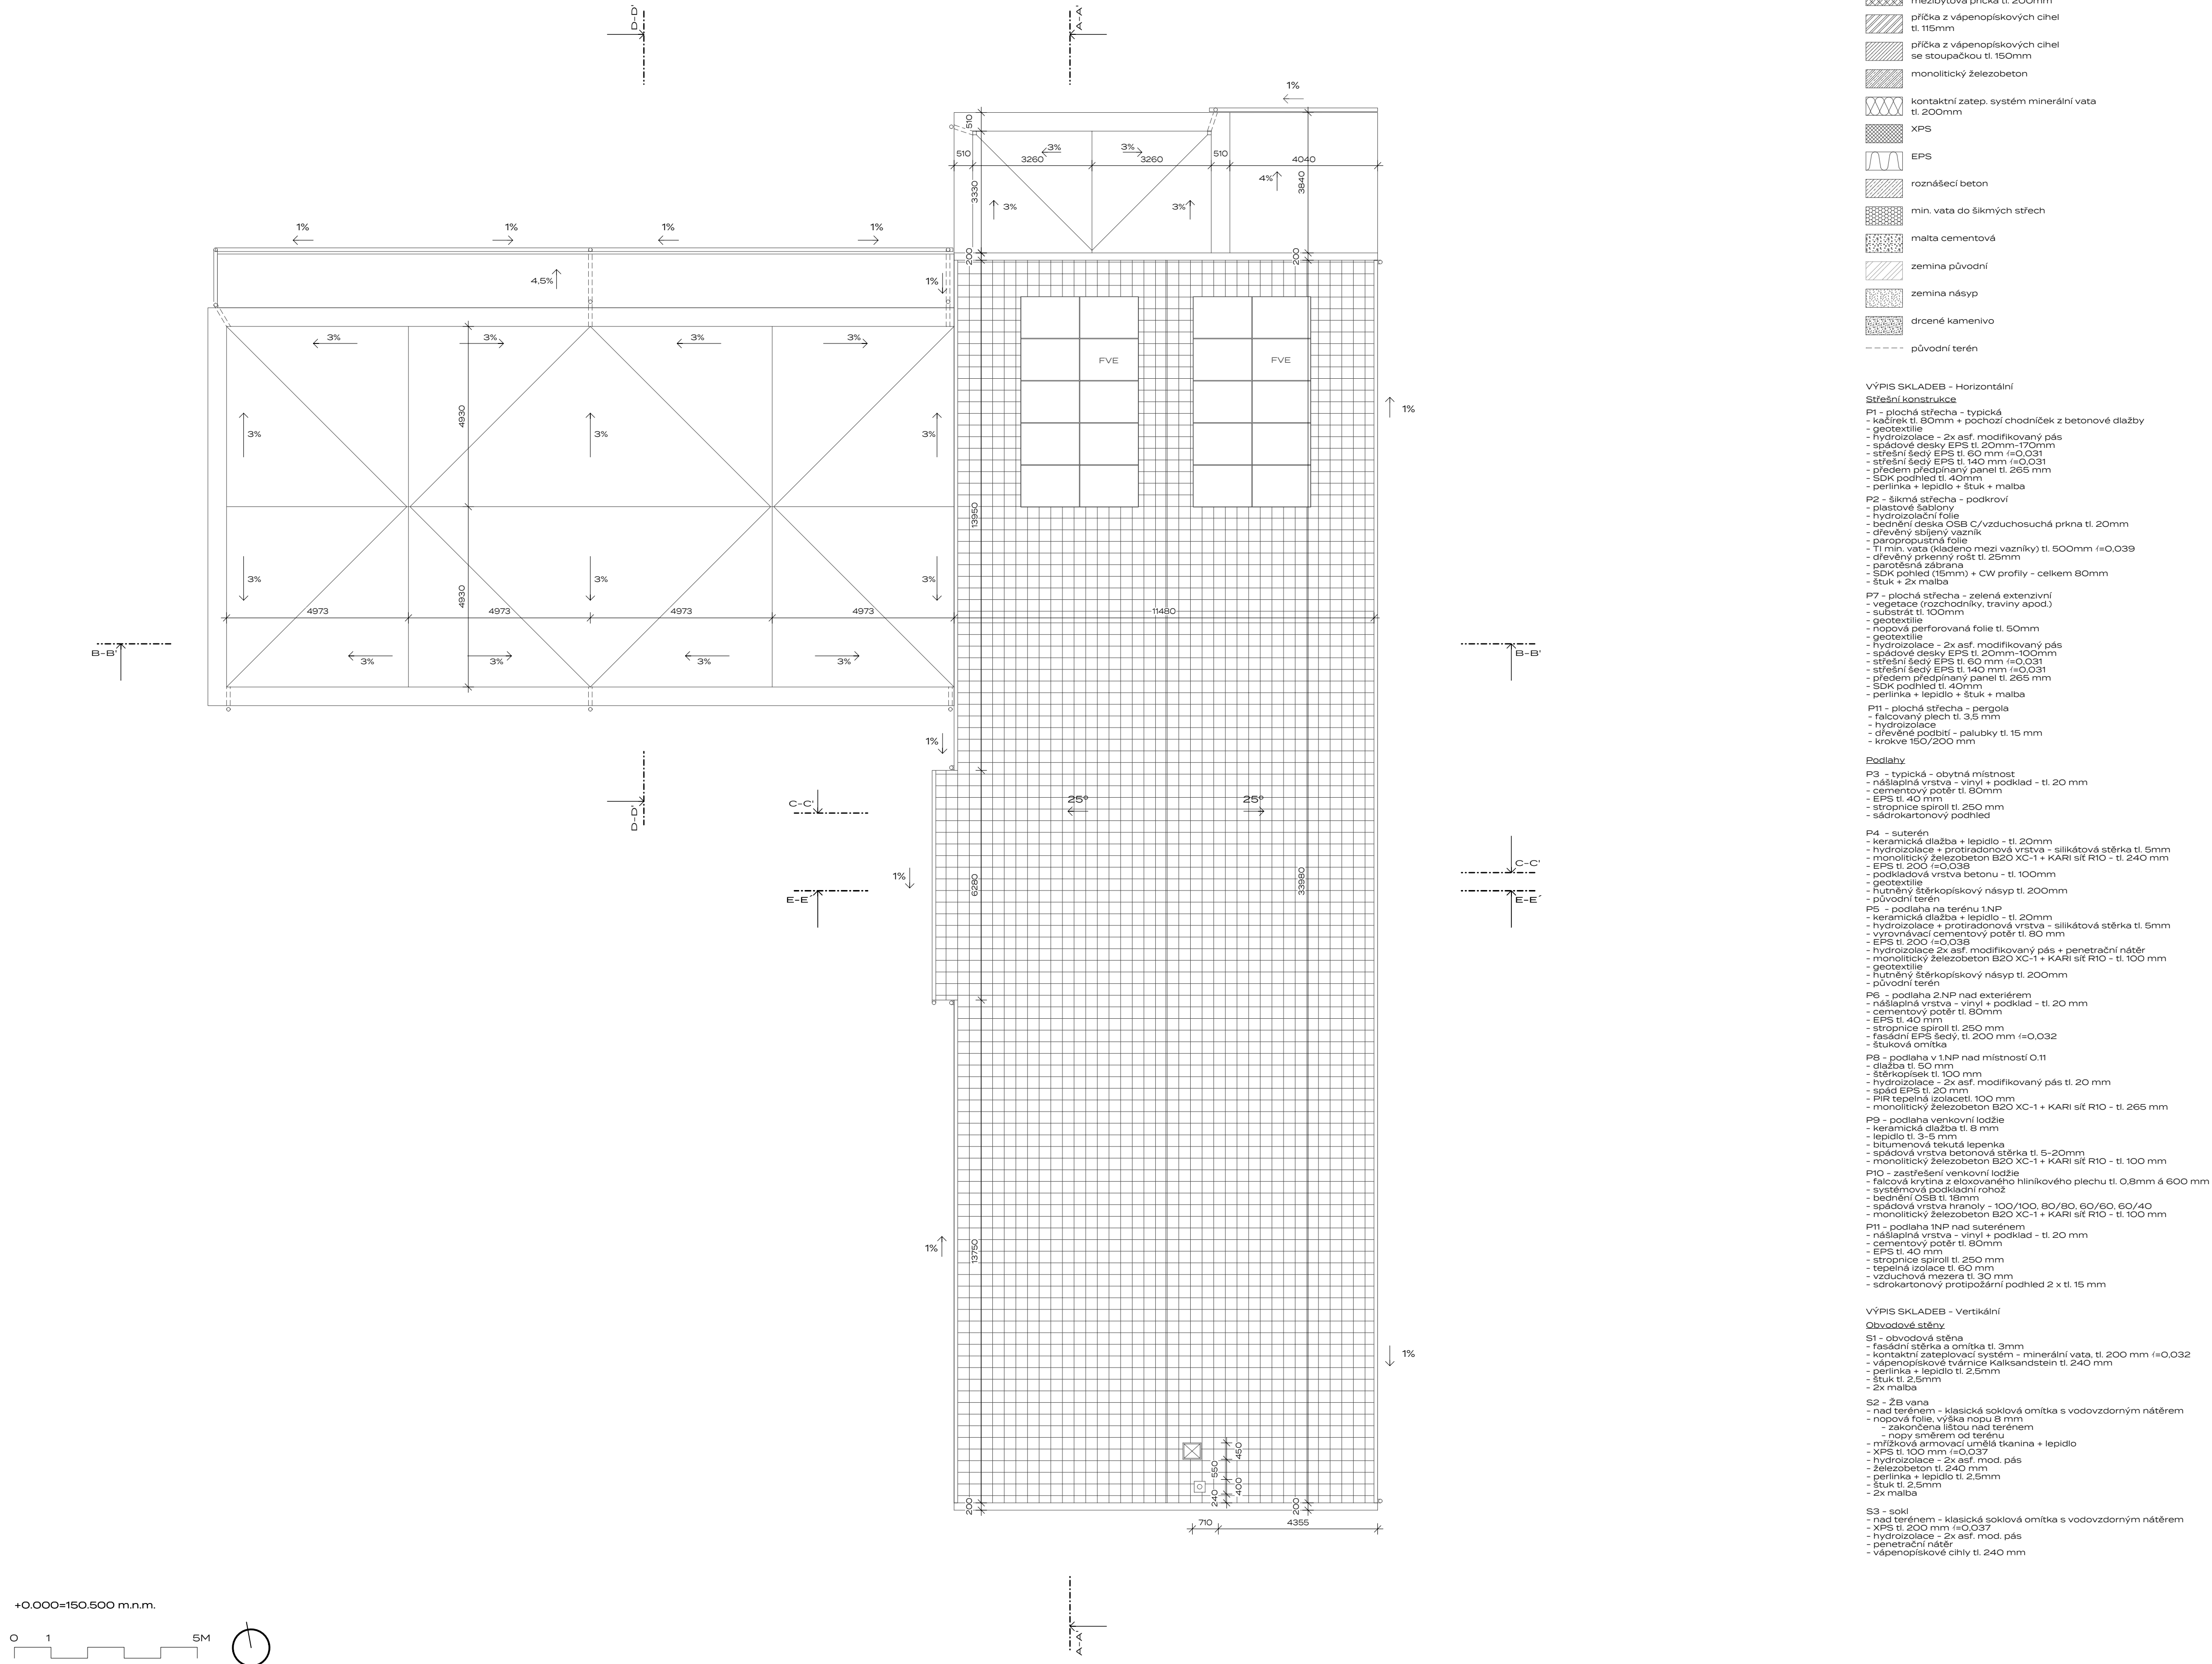 D-D'
A-A'
1%
510
3%
3%
510
3260
3260
510
4040
3330
4%
3840
3%
3%
200
200
1%
1%
1%
1%
4,5%
1%
3%
3%
3%
3%
FVE
FVE
4930
1%
3%
3%
3%
13950
3%
3%
3%
4930
4973
4973
4973
4973
11480
B-B'
B-B'
3%
3%
3%
3%
1%
D-D'
C-C'
25°
25°
C-C'
1%
6280
33980
E-E'
E-E'
1%
13750
1%
450
550
400
240
200
200
710
4355
A-A'
+0.000=150.500 m.n.m.
0 1 5M
mezibytová příčka tl. 200mm
příčka z vápenopískových cihel
tl. 115mm
příčka z vápenopískových cihel
se stoupačkou tl. 150mm
monolitický železobeton
kontaktní zatep. systém minerální vata
tl. 200mm
XPS
EPS
roznášecí beton
min. vata do šikmých střech
malta cementová
zemina původní
zemina násyp
drcené kamenivo
původní terén
VÝPIS SKLADEB - Horizontální
Střešní konstrukce
P1 - plochá střecha - typická
- kačírek tl. 80mm + pochozí chodníček z betonové dlažby
- geotextilie
- hydroizolace - 2x asf. modifikovaný pás
- spádové desky EPS tl. 20mm-170mm
- střešní šedý EPS tl. 60 mm =0,031
- střešní šedý EPS tl. 140 mm =0,031
- předem předpínaný panel tl. 265 mm
- SDK podhled tl. 40mm
- perlinka + lepidlo + štuk + malba
P2 - šikmá střecha - podkroví
- plastové šablony
- hydroizolační folie
- bednění deska OSB C/vzduchosuchá prkna tl. 20mm
- dřevěný sbíjený vazník
- paropropustná folie
- TI min. vata (kladeno mezi vazníky) tl. 500mm =0,039
- dřevěný prkenný rošt tl. 25mm
- parotěsná zábrana
- SDK pohled (15mm) + CW profily - celkem 80mm
- štuk + 2x malba
P7 - plochá střecha - zelená extenzivní
- vegetace (rozchodníky, traviny apod.)
- substrát tl. 100mm
- geotextilie
- nopová perforovaná folie tl. 50mm
- geotextilie
- hydroizolace - 2x asf. modifikovaný pás
- spádové desky EPS tl. 20mm-100mm
- střešní šedý EPS tl. 60 mm =0,031
- střešní šedý EPS tl. 140 mm =0,031
- předem předpínaný panel tl. 265 mm
- SDK podhled tl. 40mm
- perlinka + lepidlo + štuk + malba
P11 - plochá střecha - pergola
- falcovaný plech tl. 3,5 mm
- hydroizolace
- dřevěné podbití - palubky tl. 15 mm
- krokve 150/200 mm
Podlahy
P3 - typická - obytná místnost
- nášlapná vrstva - vinyl + podklad - tl. 20 mm
- cementový potěr tl. 80mm
- EPS tl. 40 mm
- stropnice spiroll tl. 250 mm
- sádrokartonový podhled
P4 - suterén
- keramická dlažba + lepidlo - tl. 20mm
- hydroizolace + protiradonová vrstva - silikátová stěrka tl. 5mm
- monolitický železobeton B20 XC-1 + KARI síť R10 - tl. 240 mm
- EPS tl. 200 =0,038
- podkladová vrstva betonu - tl. 100mm
- geotextilie
- hutněný štěrkopískový násyp tl. 200mm
- původní terén
P5 - podlaha na terénu 1.NP
- keramická dlažba + lepidlo - tl. 20mm
- hydroizolace + protiradonová vrstva - silikátová stěrka tl. 5mm
- vyrovnávací cementový potěr tl. 80 mm
- EPS tl. 200 =0,038
- hydroizolace 2x asf. modifikovaný pás + penetrační nátěr
- monolitický železobeton B20 XC-1 + KARI síť R10 - tl. 100 mm
- geotextilie
- hutněný štěrkopískový násyp tl. 200mm
- původní terén
P6 - podlaha 2.NP nad exteriérem
- nášlapná vrstva - vinyl + podklad - tl. 20 mm
- cementový potěr tl. 80mm
- EPS tl. 40 mm
- stropnice spiroll tl. 250 mm
- fasádní EPS šedý, tl. 200 mm =0,032
- štuková omítka
P8 - podlaha v 1.NP nad místností 0.11
- dlažba tl. 50 mm
- štěrkopísek tl. 100 mm
- hydroizolace - 2x asf. modifikovaný pás tl. 20 mm
- spád EPS tl. 20 mm
- PIR tepelná izolacetl. 100 mm
- monolitický železobeton B20 XC-1 + KARI síť R10 - tl. 265 mm
P9 - podlaha venkovní lodžie
- keramická dlažba tl. 8 mm
- lepidlo tl. 3-5 mm
- bitumenová tekutá lepenka
- spádová vrstva betonová stěrka tl. 5-20mm
- monolitický železobeton B20 XC-1 + KARI síť R10 - tl. 100 mm
P10 - zastřešení venkovní lodžie
- falcová krytina z eloxovaného hliníkového plechu tl. 0,8mm á 600 mm
- systémová podkladní rohož
- bednění OSB tl. 18mm
- spádová vrstva hranoly - 100/100, 80/80, 60/60, 60/40
- monolitický železobeton B20 XC-1 + KARI síť R10 - tl. 100 mm
P11 - podlaha 1NP nad suterénem
- nášlapná vrstva - vinyl + podklad - tl. 20 mm
- cementový potěr tl. 80mm
- EPS tl. 40 mm
- stropnice spiroll tl. 250 mm
- tepelná izolace tl. 60 mm
- vzduchová mezera tl. 30 mm
- sdrokartonový protipožární podhled 2 x tl. 15 mm
VÝPIS SKLADEB - Vertikální
Obvodové stěny
S1 - obvodová stěna
- fasádní stěrka a omítka tl. 3mm
- kontaktní zateplovací systém - minerální vata, tl. 200 mm =0,032
- vápenopískové tvárnice Kalksandstein tl. 240 mm
- perlinka + lepidlo tl. 2,5mm
- štuk tl. 2,5mm
- 2x malba
S2 - ŽB vana
- nad terénem - klasická soklová omítka s vodovzdorným nátěrem
- nopová folie, výška nopu 8 mm
- zakončena lištou nad terénem
- nopy směrem od terénu
- mřížková armovací umělá tkanina + lepidlo
- XPS tl. 100 mm =0,037
- hydroizolace - 2x asf. mod. pás
- železobeton tl. 240 mm
- perlinka + lepidlo tl. 2,5mm
- štuk tl. 2,5mm
- 2x malba
S3 - sokl
- nad terénem - klasická soklová omítka s vodovzdorným nátěrem
- XPS tl. 200 mm =0,037
- hydroizolace - 2x asf. mod. pás
- penetrační nátěr
- vápenopískové cihly tl. 240 mm